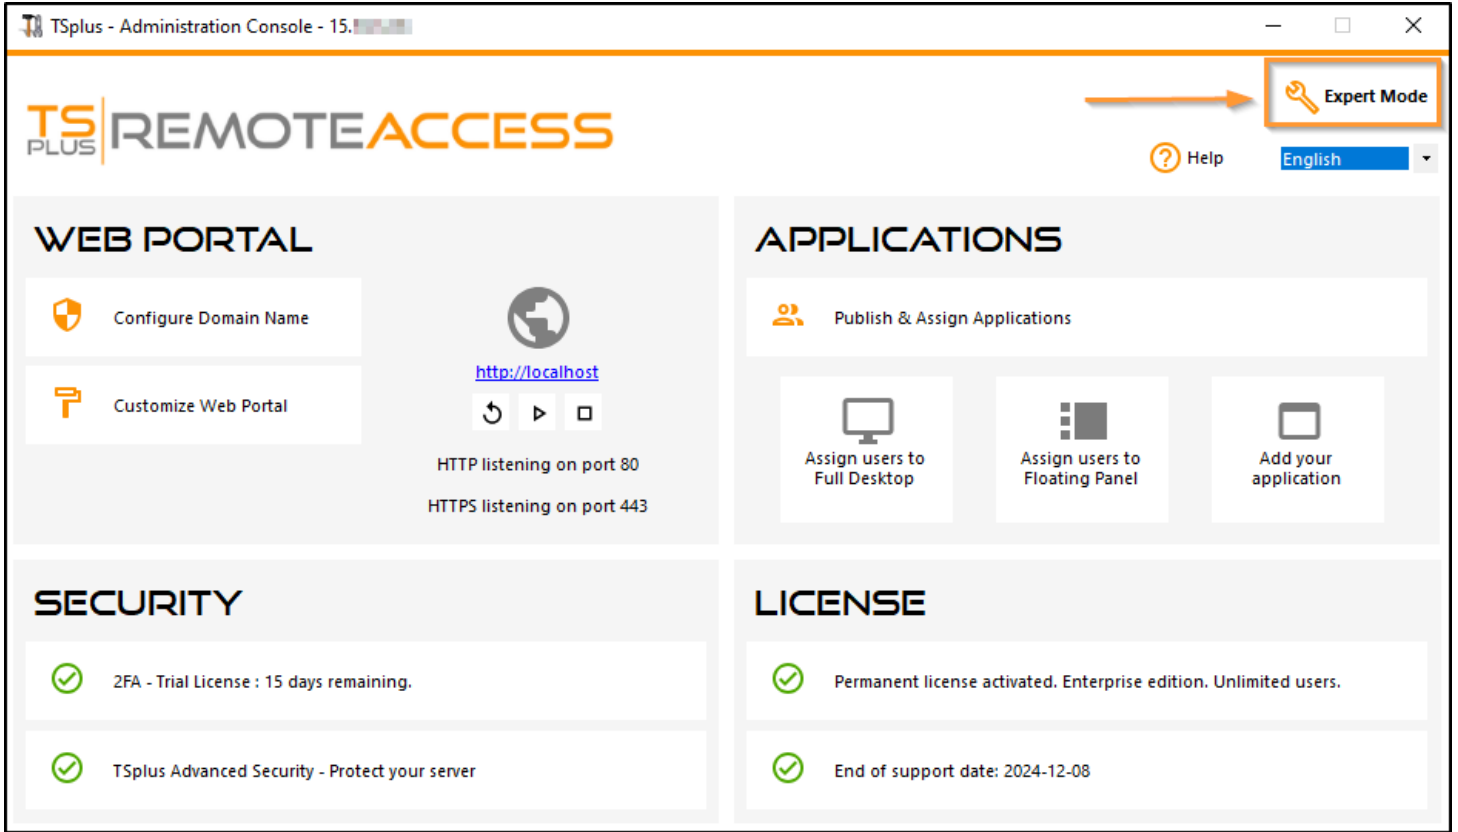 TSplus - Administration Console - 15.
Expert Mode
TS PLUS REMOTEACCESS
Help
English
WEB PORTAL
Configure Domain Name
Customize Web Portal
http://localhost
HTTP listening on port 80
HTTPS listening on port 443
APPLICATIONS
Publish & Assign Applications
Assign users to
Full Desktop
Assign users to
Floating Panel
Add your
application
SECURITY
2FA - Trial License : 15 days remaining.
TSplus Advanced Security - Protect your server
LICENSE
Permanent license activated. Enterprise edition. Unlimited users.
End of support date: 2024-12-08